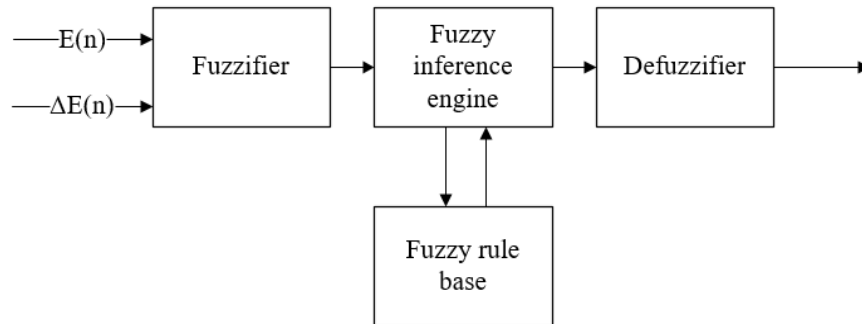 E(n)
ΔE(n)
Fuzzifier
Fuzzy
inference
engine
Defuzzifier
Fuzzy rule
base